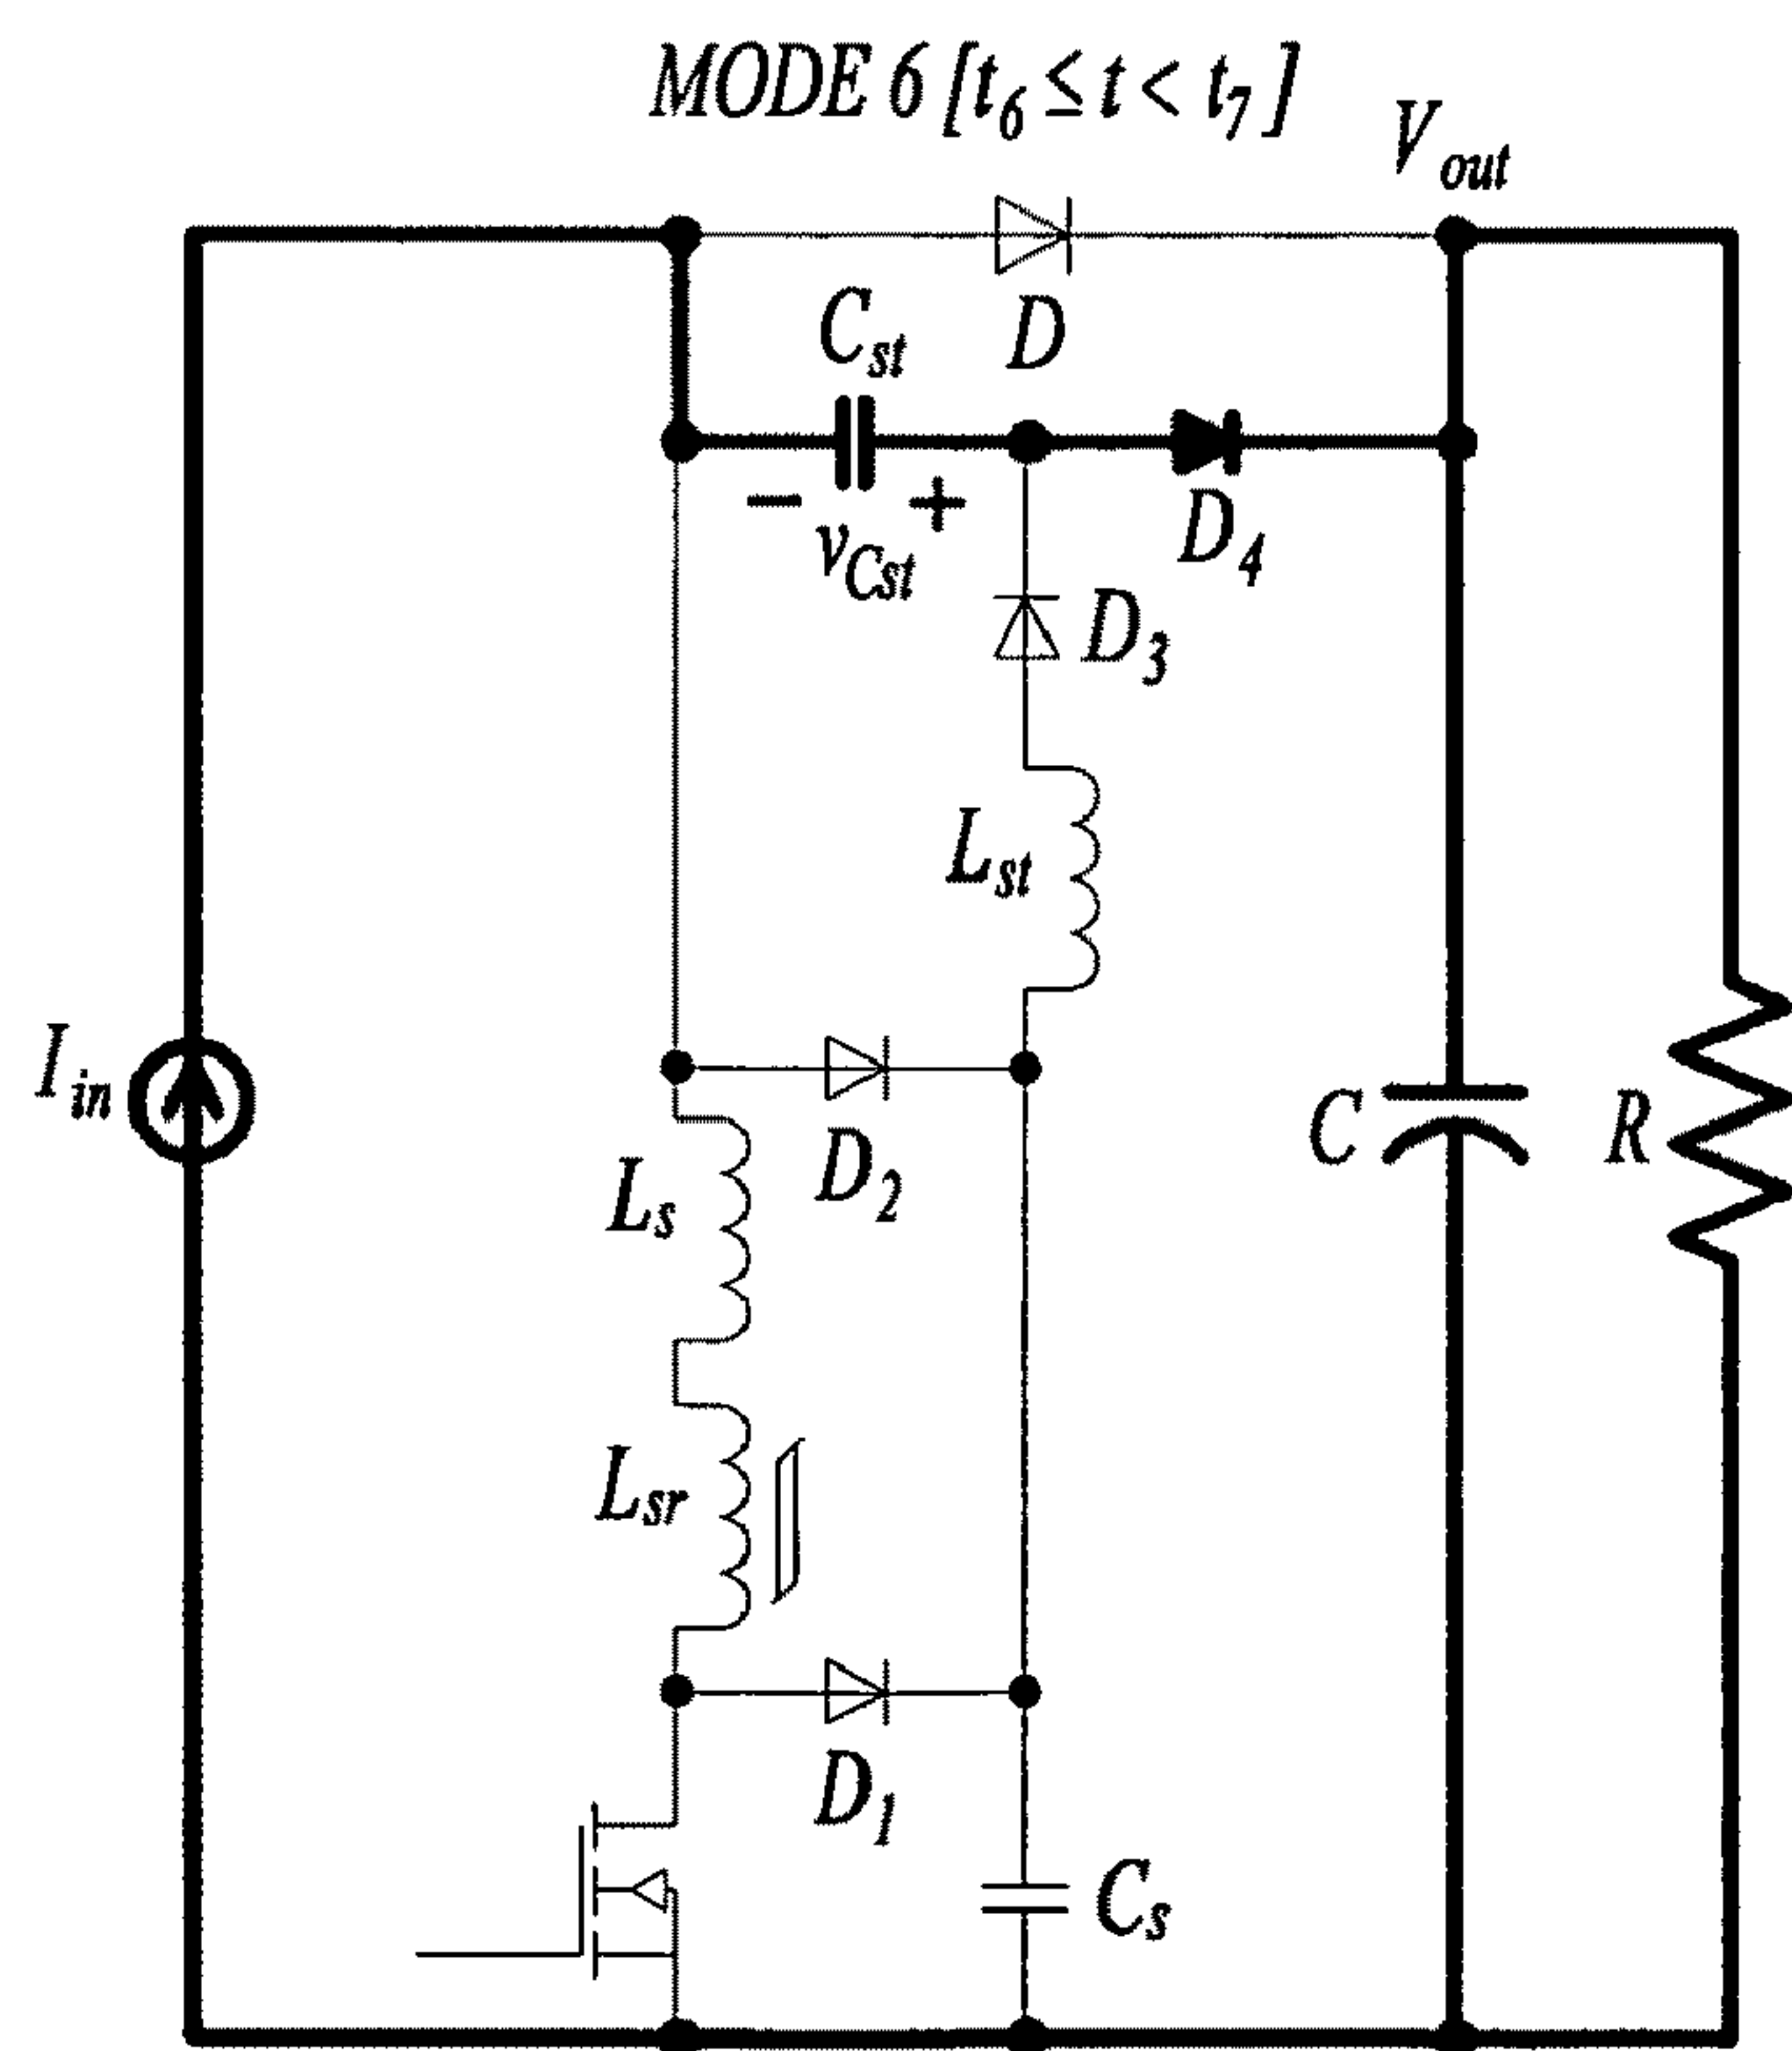 MODE 6 [t6 ≤ t < t7]
Vout
Cst
D
− +
vCst
D4
D3
Lst
Iin
D2
Ls
C
R
Lsr
D1
Cs